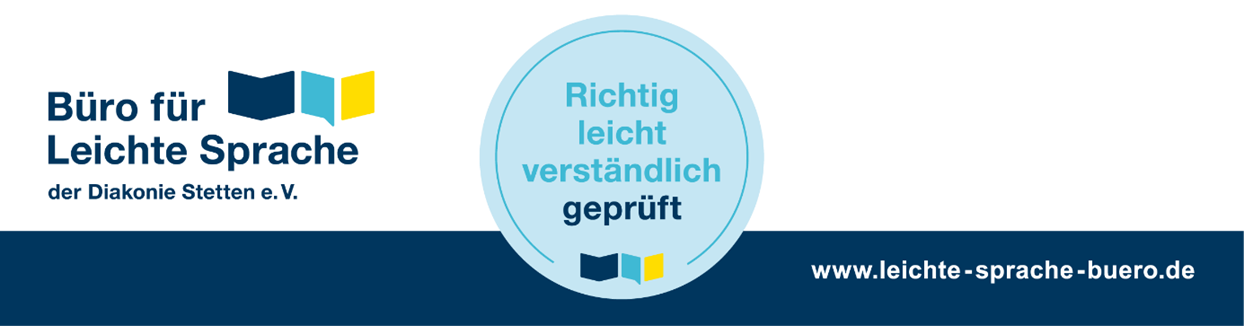 Büro für
Leichte Sprache
der Diakonie Stetten e.V.
Richtig
leicht
verständlich
geprüft
www.leichte-sprache-buero.de